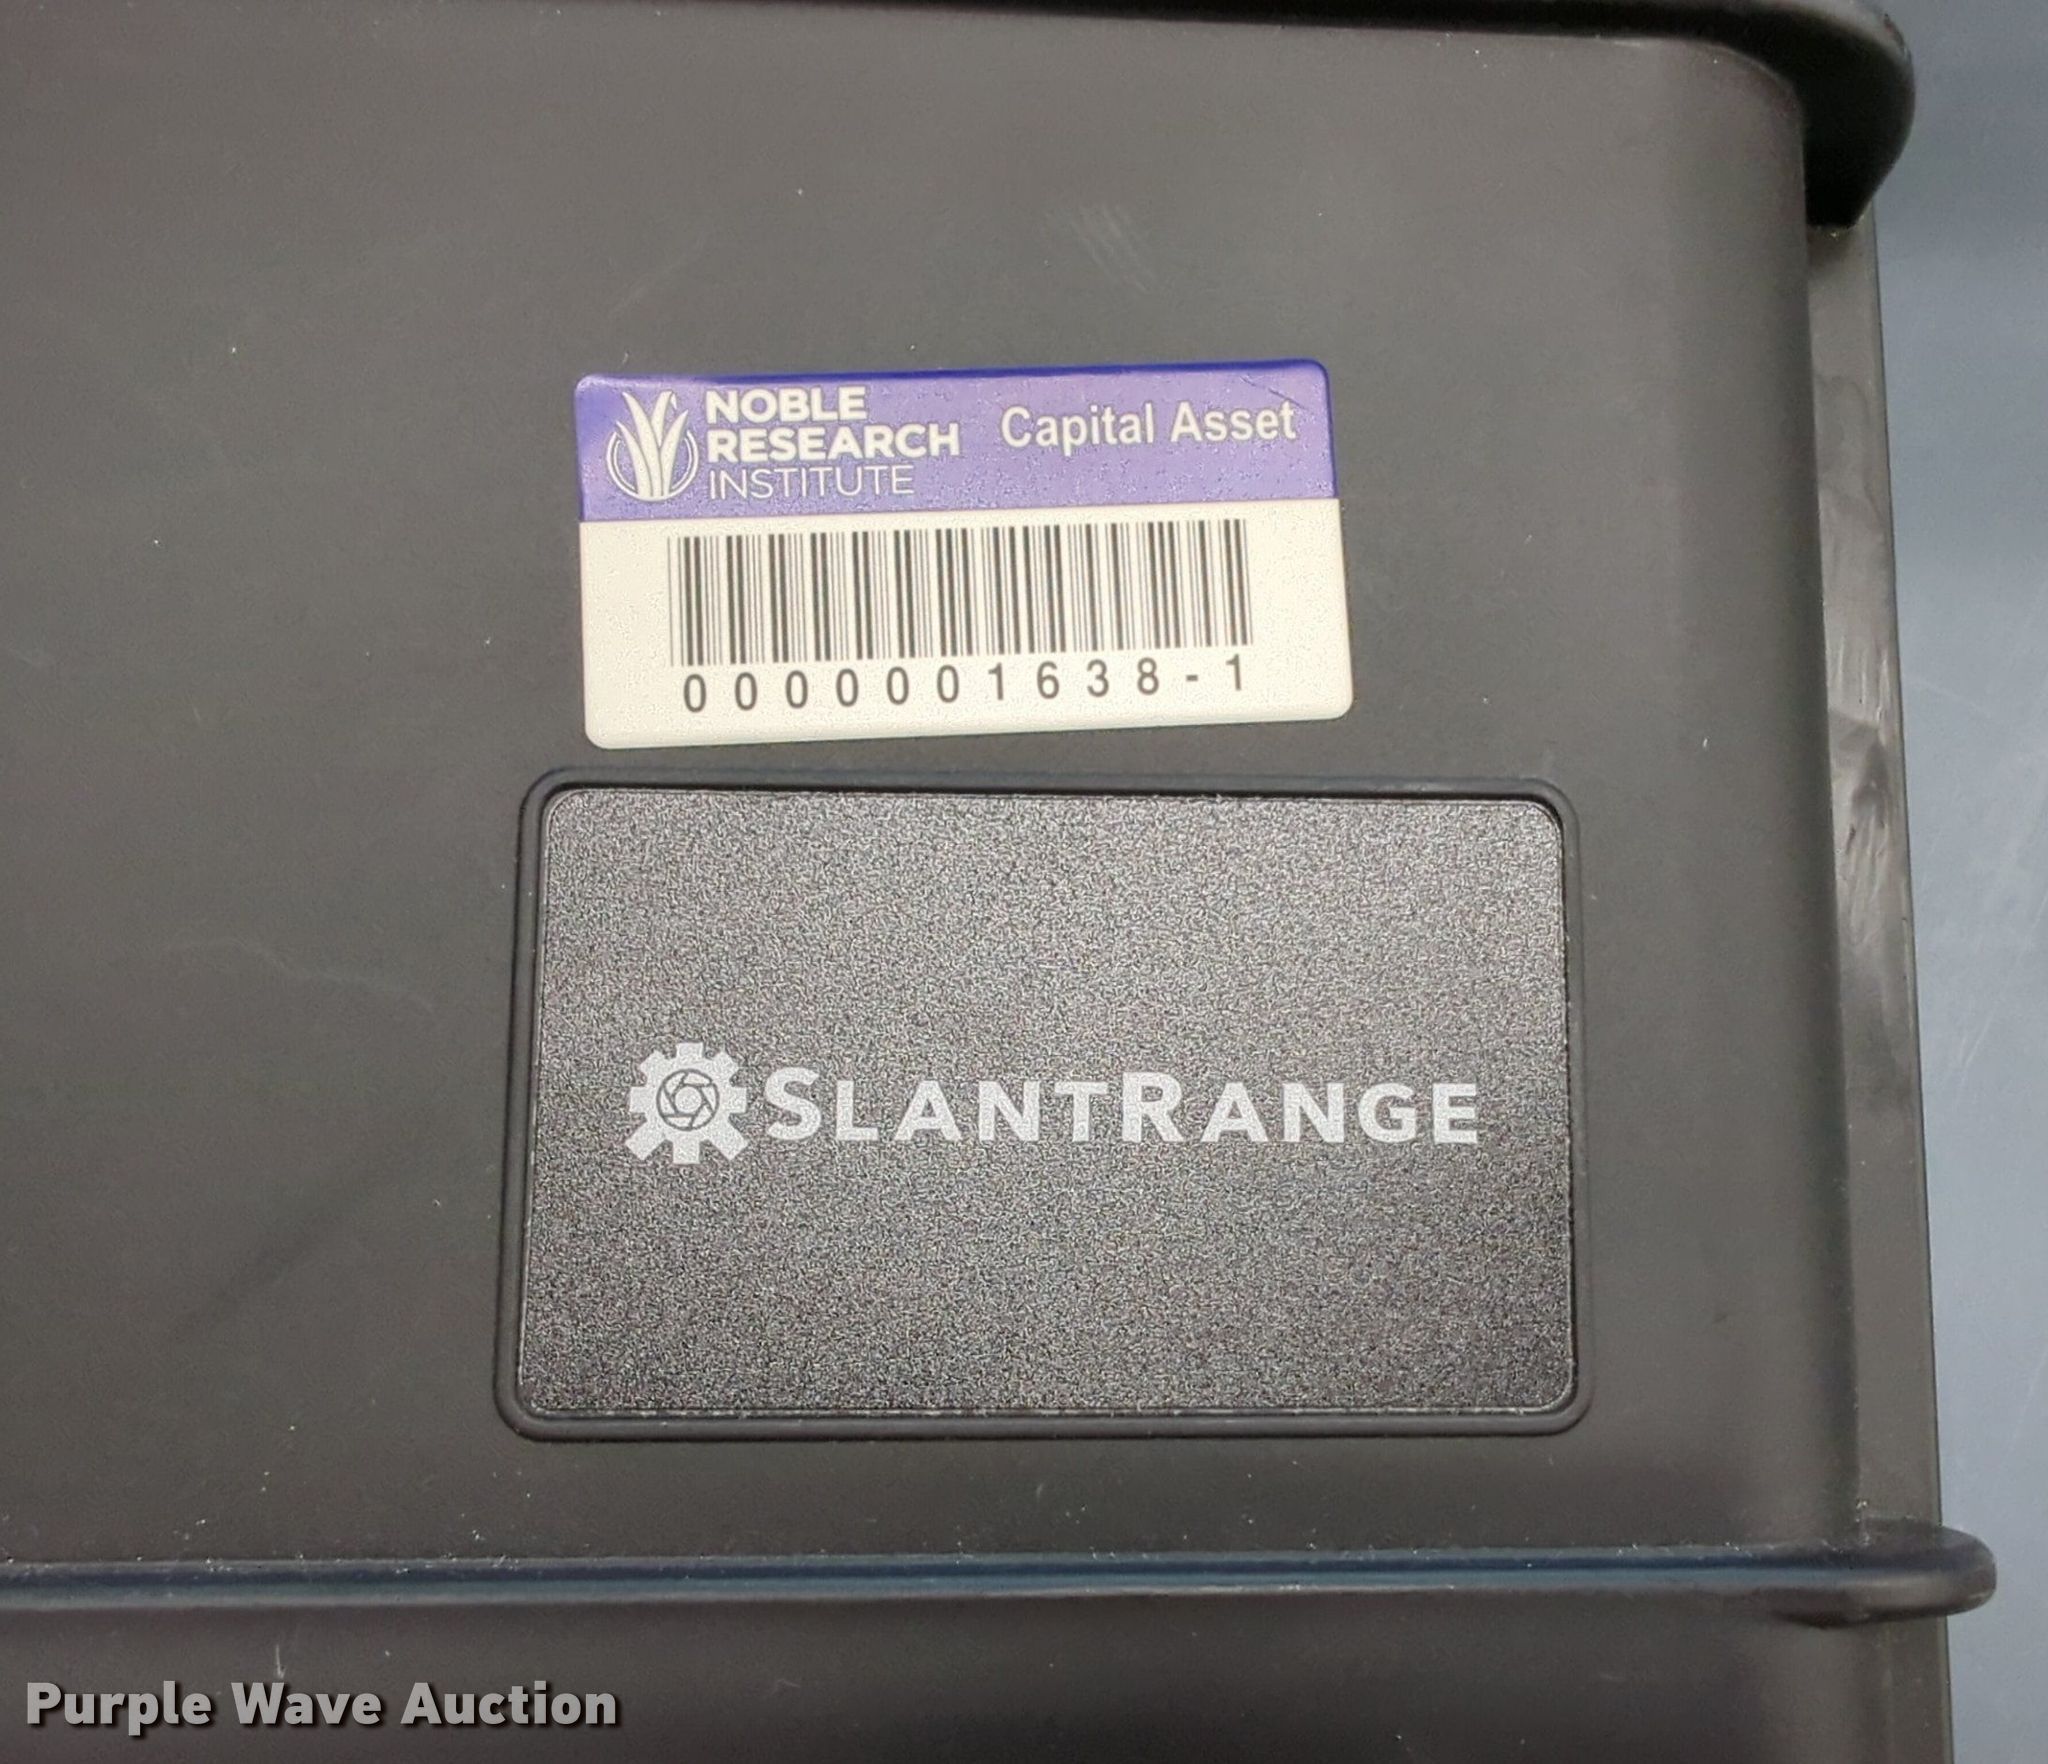 NOBLE
RESEARCH
INSTITUTE
Capital Asset
0000001638-1
SLANTRANGE
Purple Wave Auction